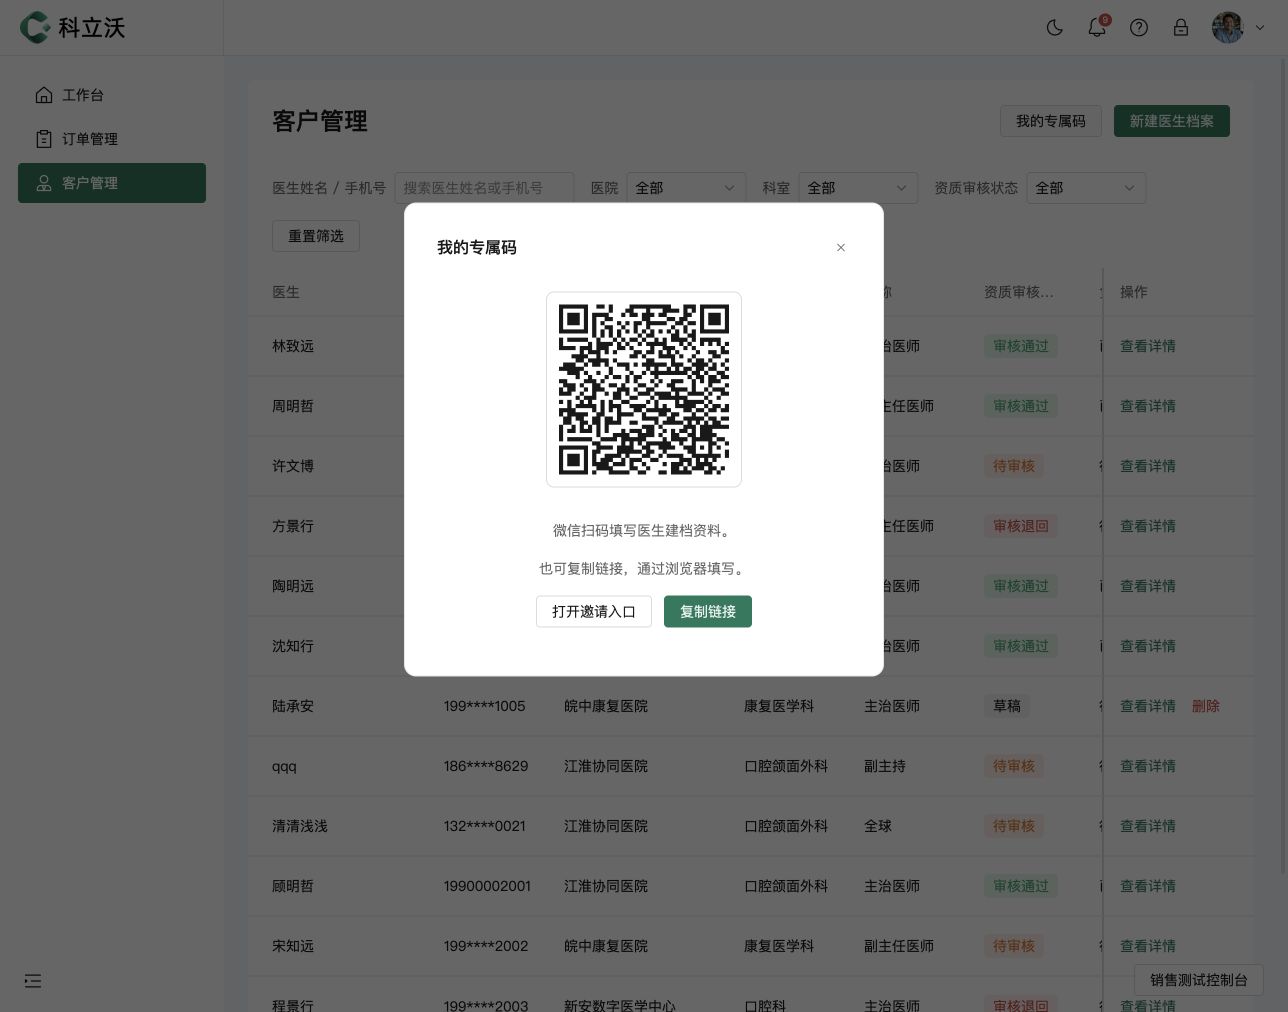 科立沃
9
工作台
订单管理
客户管理
客户管理
我的专属码
新建医生档案
医生姓名 / 手机号
搜索医生姓名或手机号
医院
全部
科室
全部
资质审核状态
全部
重置筛选
我的专属码
×
微信扫码填写医生建档资料。
也可复制链接，通过浏览器填写。
打开邀请入口
复制链接
医生
资质审核...
操作
林致远
治医师
审核通过
查看详情
周明哲
主任医师
审核通过
查看详情
许文博
治医师
待审核
查看详情
方景行
主任医师
审核退回
查看详情
陶明远
治医师
审核通过
查看详情
沈知行
治医师
审核通过
查看详情
陆承安
199****1005
皖中康复医院
康复医学科
主治医师
草稿
查看详情
删除
qqq
186****8629
江淮协同医院
口腔颌面外科
副主持
待审核
查看详情
清清浅浅
132****0021
江淮协同医院
口腔颌面外科
全球
待审核
查看详情
顾明哲
19900002001
江淮协同医院
口腔颌面外科
主治医师
审核通过
查看详情
宋知远
199****2002
皖中康复医院
康复医学科
副主任医师
待审核
查看详情
程景行
199****2003
新安数字医学中心
口腔科
主治医师
审核退回
查看详情
销售测试控制台